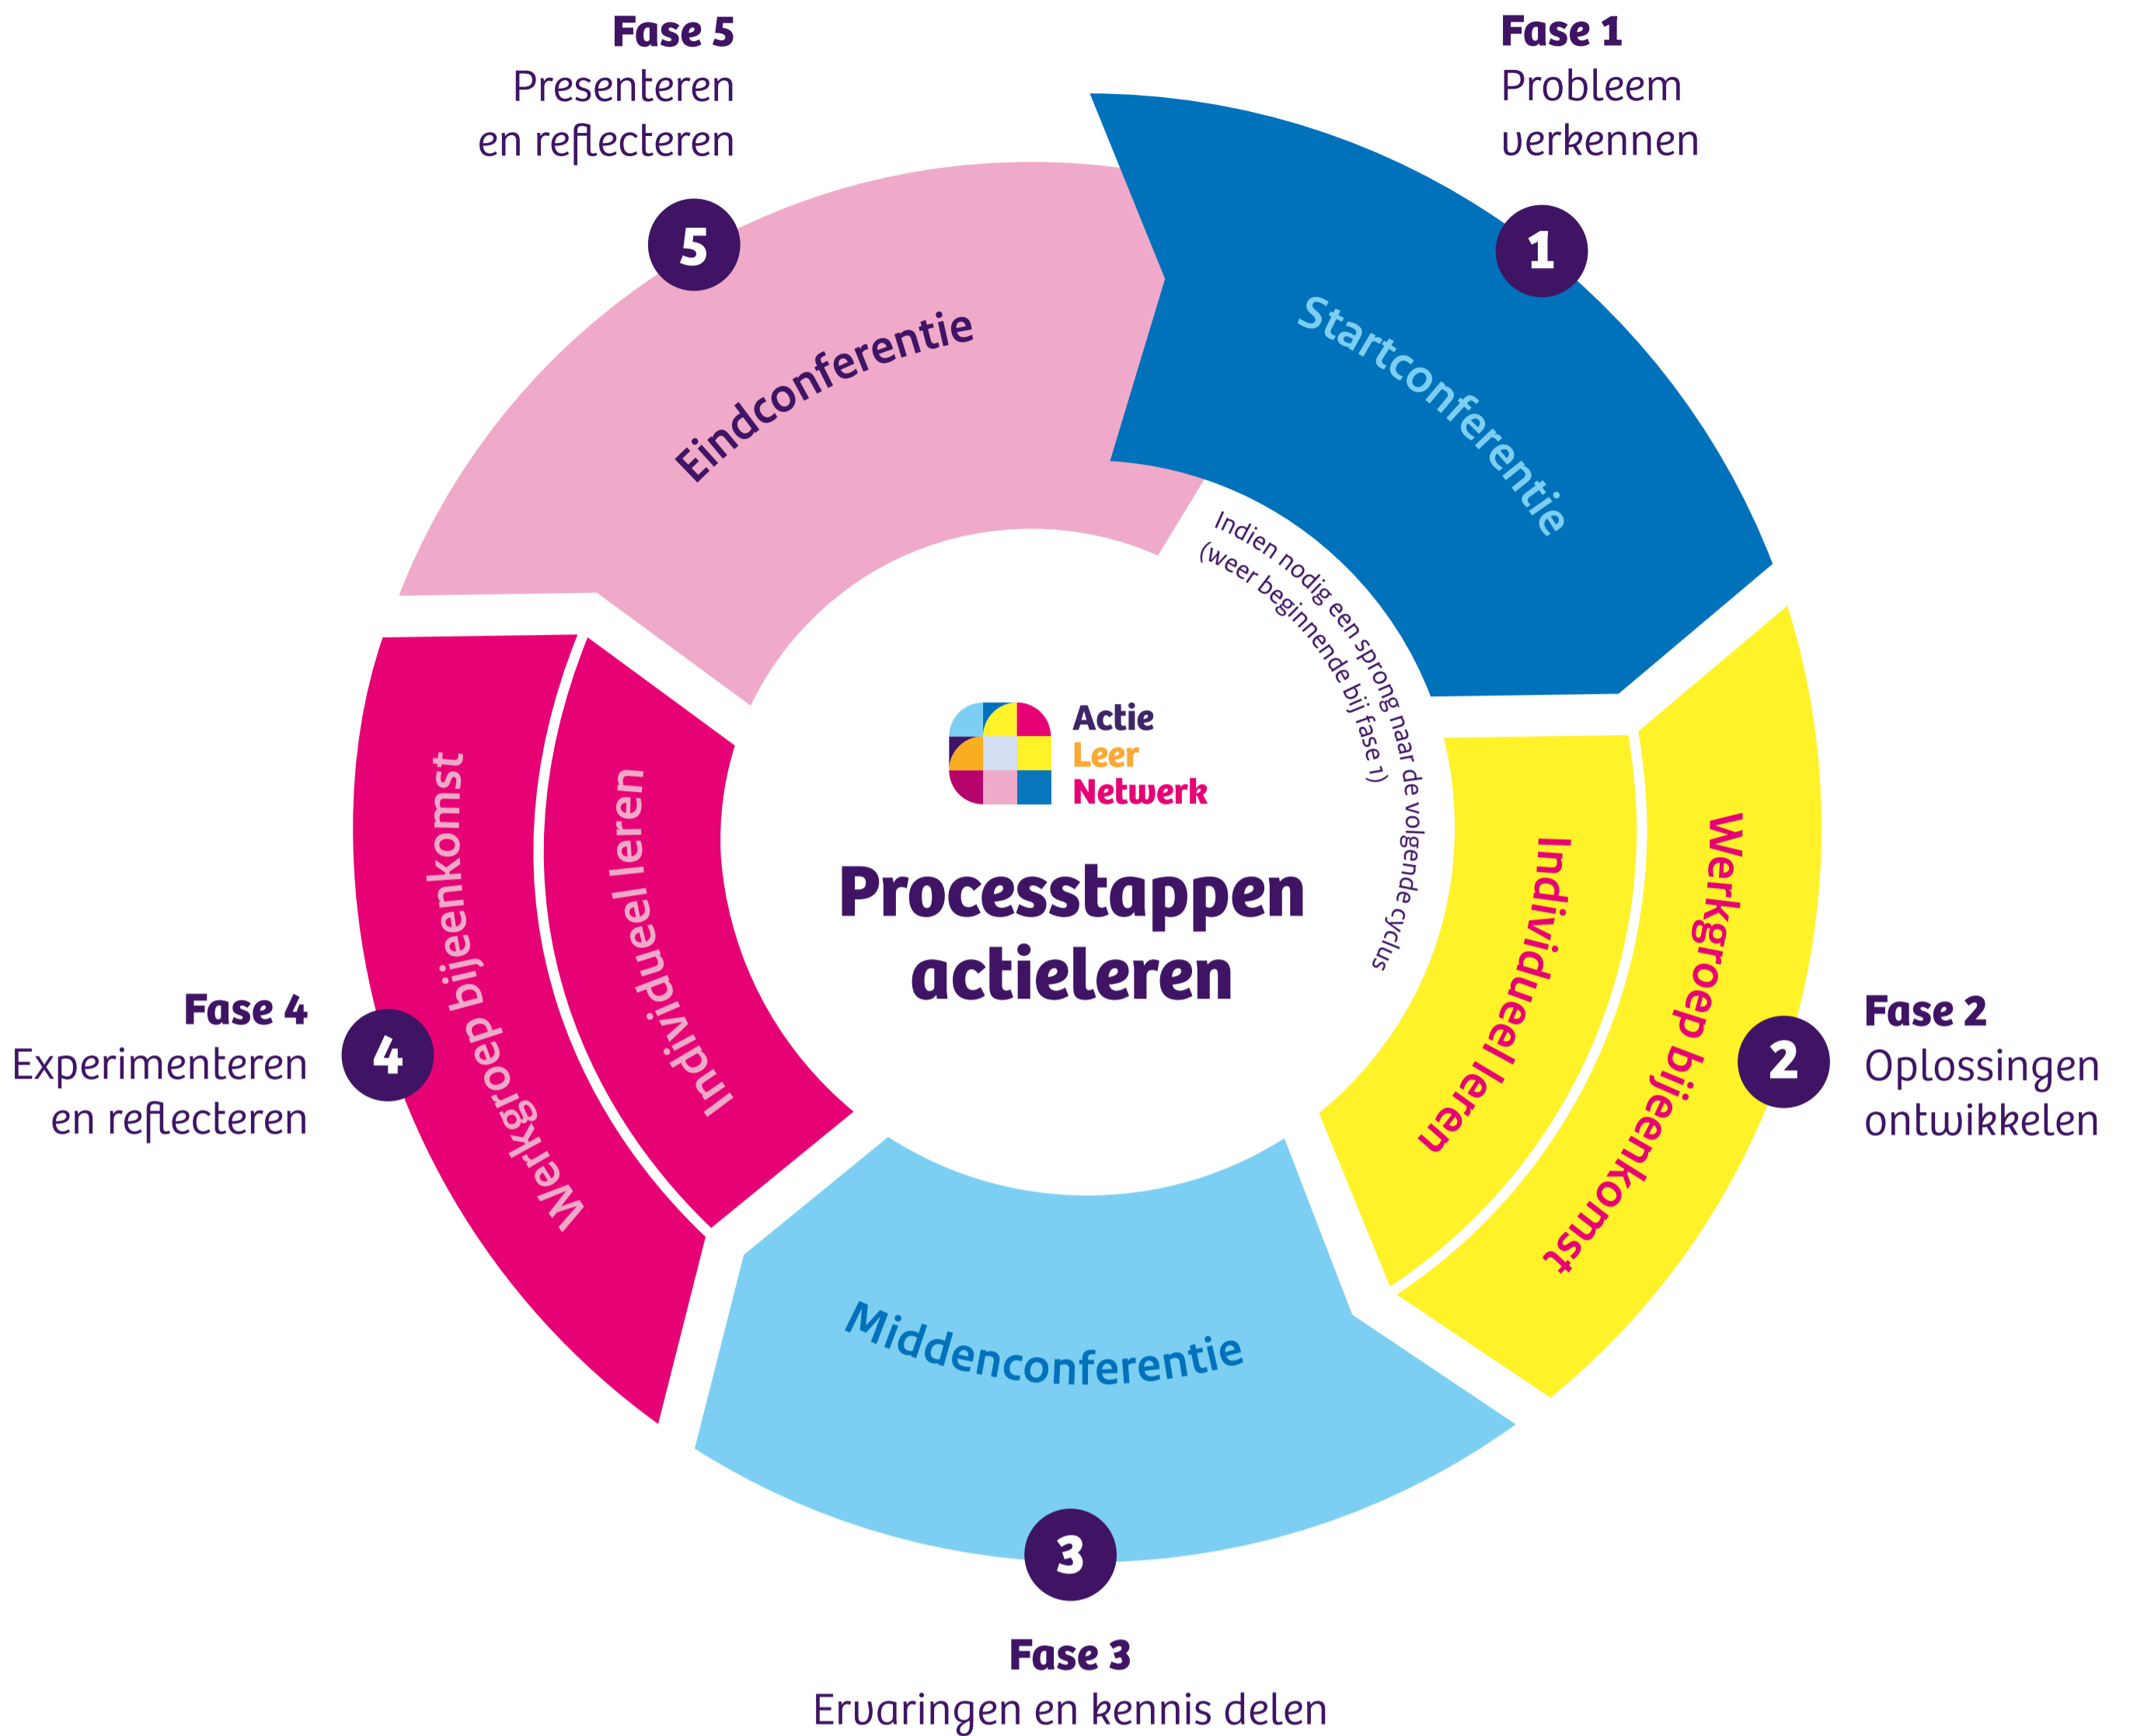 Fase 5
Presenteren
en reflecteren
5
Fase 1
Probleem
verkennen
1
Eindconferentie
Startconferentie
Indien nodig een sprong naar de volgende cyclus
(weer beginnende bij fase 1)
Actie
Leer
Netwerk
Processtappen
actieleren
Individueel leren
Werkgroep bijeenkomst
Fase 2
Oplossingen
ontwikkelen
2
Werkgroep bijeenkomst
Individueel leren
Fase 4
Experimenteren
en reflecteren
4
Middenconferentie
3
Fase 3
Ervaringen en kennis delen